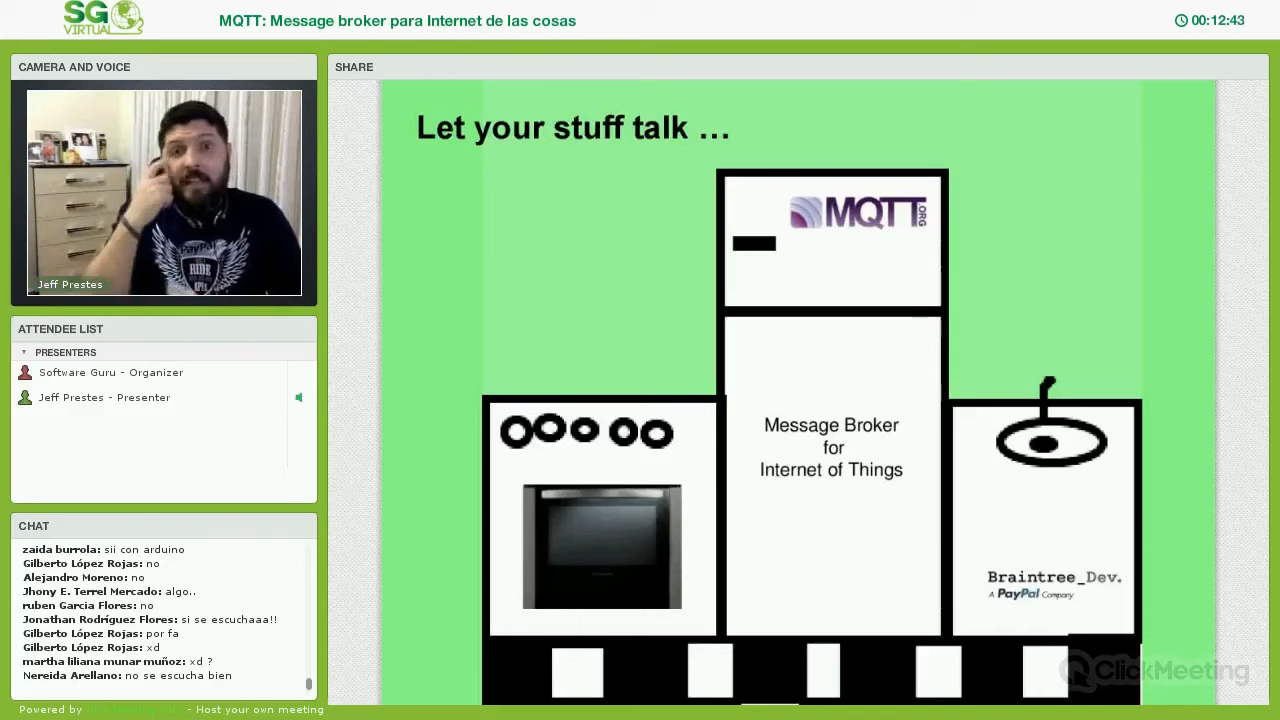 SG
VIRTUAL
MQTT: Message broker para Internet de las cosas
00:12:43
CAMERA AND VOICE
PayPal
RIDE
Jeff Prestes
ATTENDEE LIST
PRESENTERS
Software Guru - Organizer
Jeff Prestes - Presenter
CHAT
zaida burrola: sii con arduino
Gilberto López Rojas: no
Alejandro Moreno: no
Jhony E. Terrel Mercado: algo..
ruben Garcia Flores: no
Jonathan Rodríguez Flores: si se escuchaaa!!
Gilberto López Rojas: por fa
Gilberto López Rojas: xd
martha liliana munar muñoz: xd ?
Nereida Arellano: no se escucha bien
Powered by - Host your own meeting
SHARE
Let your stuff talk ...
MQTT.ORG
Message Broker
for
Internet of Things
Braintree_Dev.
A PayPal Company
ClickMeeting